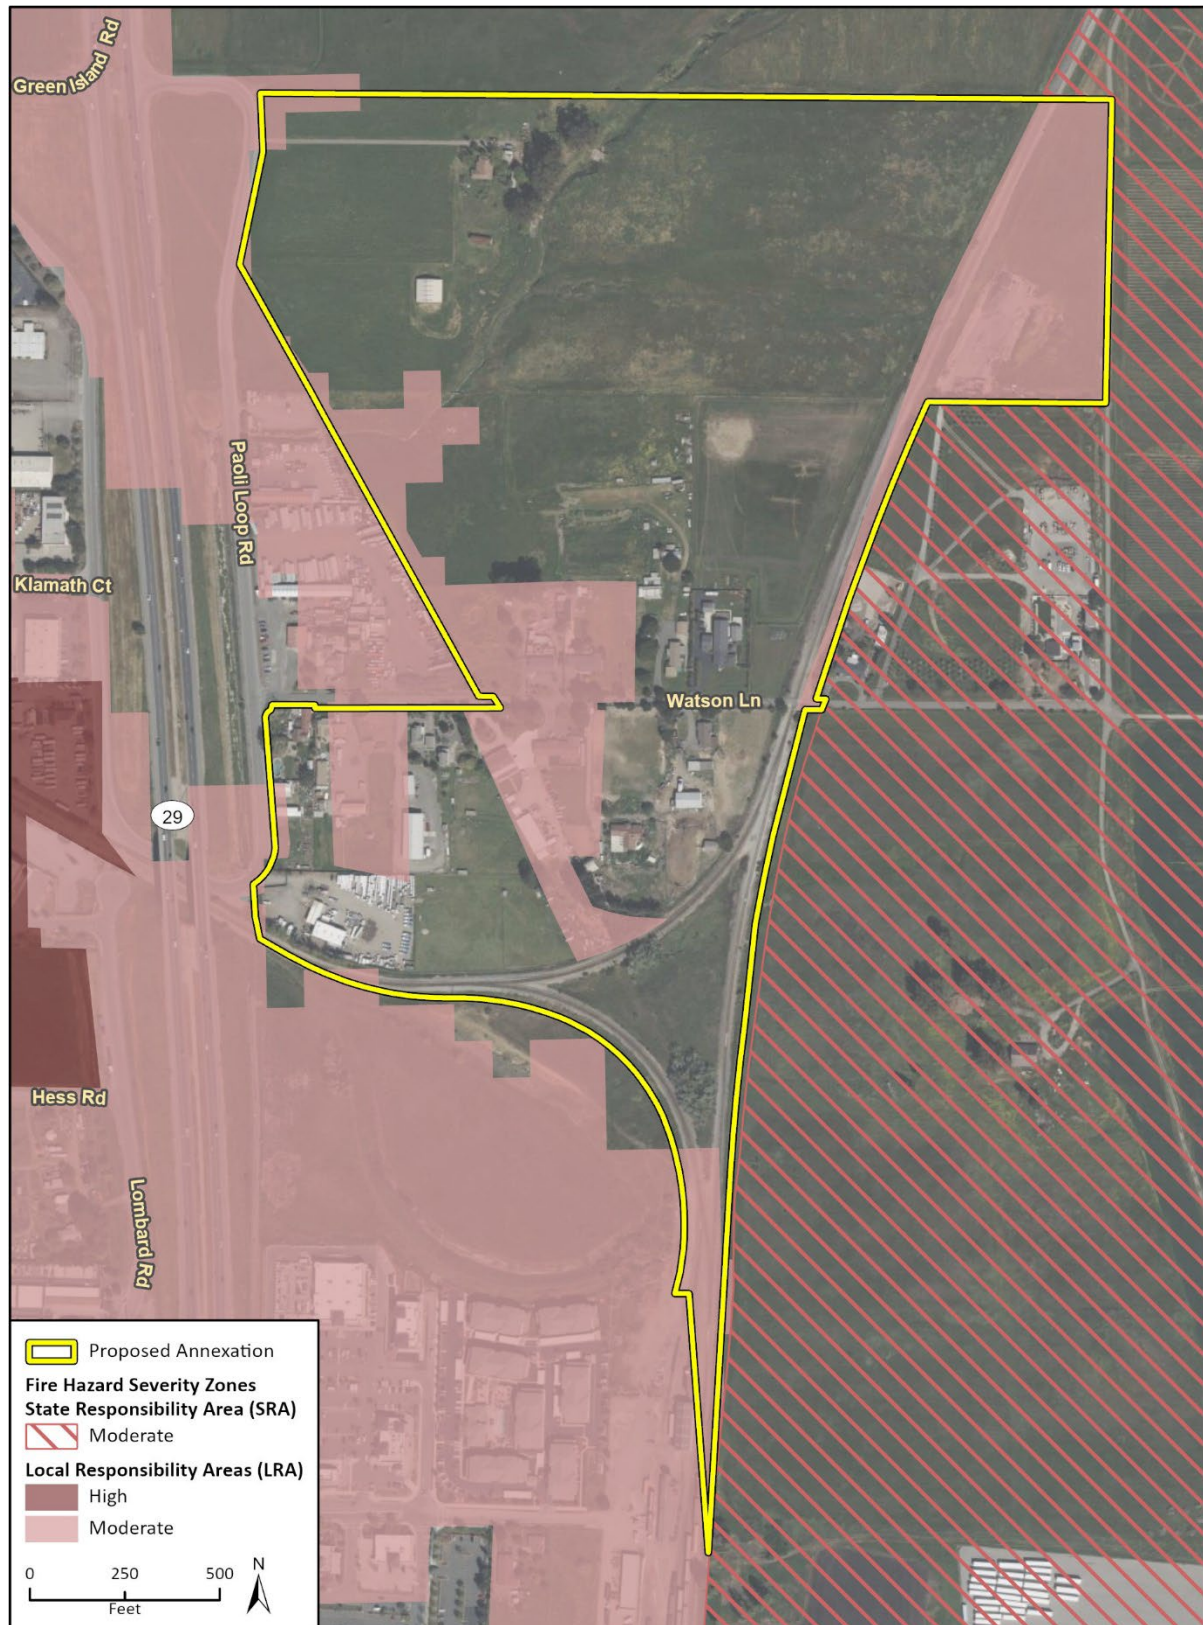 Green Island Rd
Paoli Loop Rd
Klamath Ct
Watson Ln
29
Hess Rd
Lombard Rd
Proposed Annexation
Fire Hazard Severity Zones
State Responsibility Area (SRA)
Moderate
Local Responsibility Areas (LRA)
High
Moderate
0 250 500
Feet
N